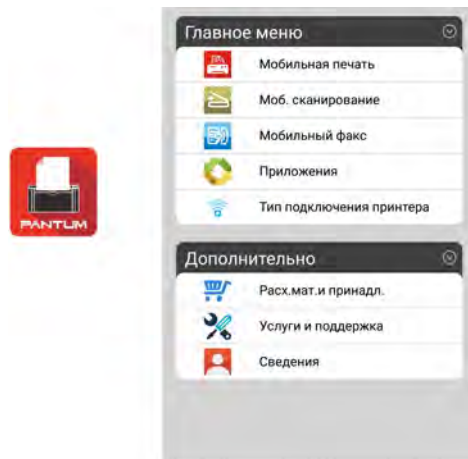 PANTUM
Главное меню
Мобильная печать
Моб. сканирование
Мобильный факс
Приложения
Тип подключения принтера
Дополнительно
Расх.мат.и принадл.
Услуги и поддержка
Сведения